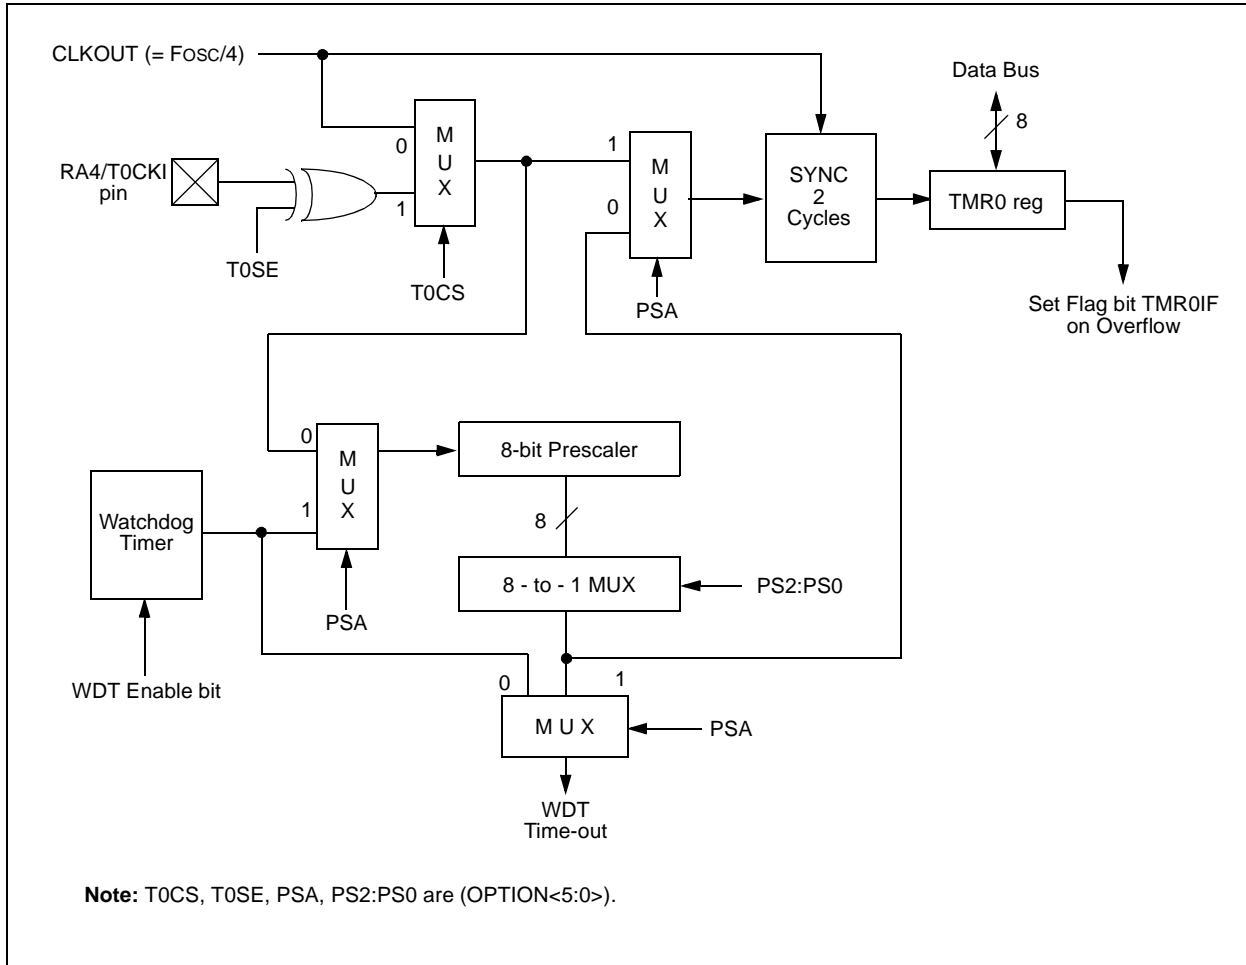 CLKOUT (= FOSC/4)
Data Bus
8
M
U
X
0
1
RA4/T0CKI
pin
T0SE
T0CS
1
0
M
U
X
PSA
SYNC
2
Cycles
TMR0 reg
Set Flag bit TMR0IF
on Overflow
0
1
M
U
X
PSA
8-bit Prescaler
8
Watchdog
Timer
WDT Enable bit
8 - to - 1 MUX
PS2:PS0
0
1
M U X
PSA
WDT
Time-out
Note: T0CS, T0SE, PSA, PS2:PS0 are (OPTION<5:0>).